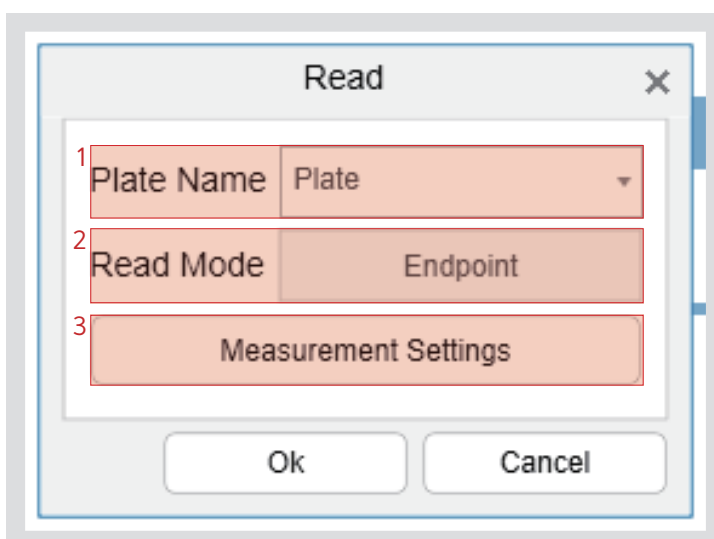 Read
1 Plate Name Plate
2 Read Mode Endpoint
3 Measurement Settings
Ok Cancel